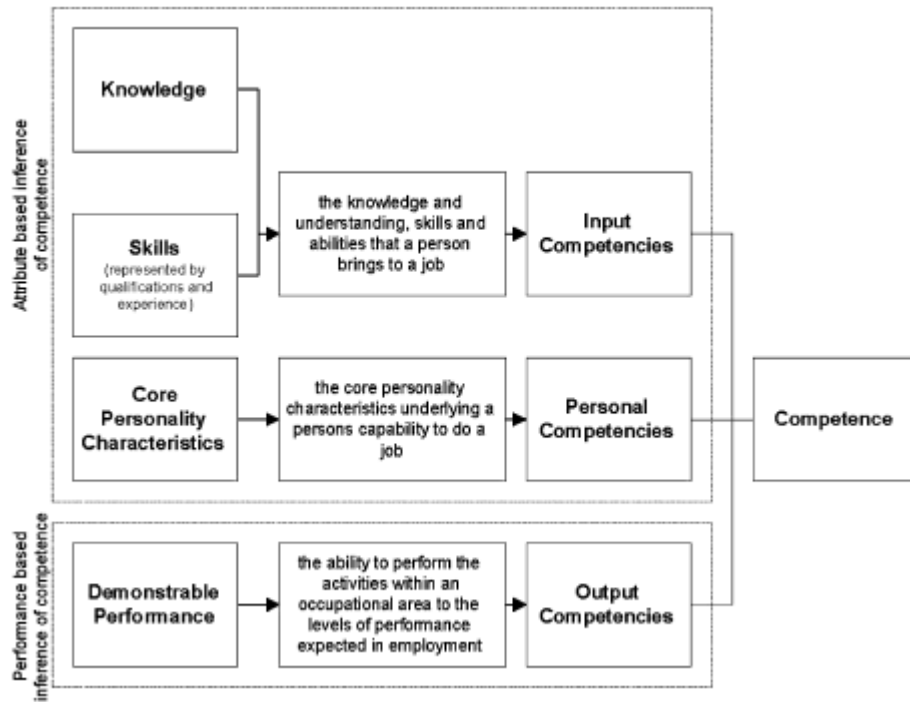 Attribute based inference
of competence
Knowledge
Skills
(represented by
qualifications and
experience)
the knowledge and
understanding, skills and
abilities that a person
brings to a job
Input
Competencies
Core
Personality
Characteristics
the core personality
characteristics underlying a
persons capability to do a
job
Personal
Competencies
Competence
Performance based
inference of competence
Demonstrable
Performance
the ability to perform the
activities within an
occupational area to the
levels of performance
expected in employment
Output
Competencies